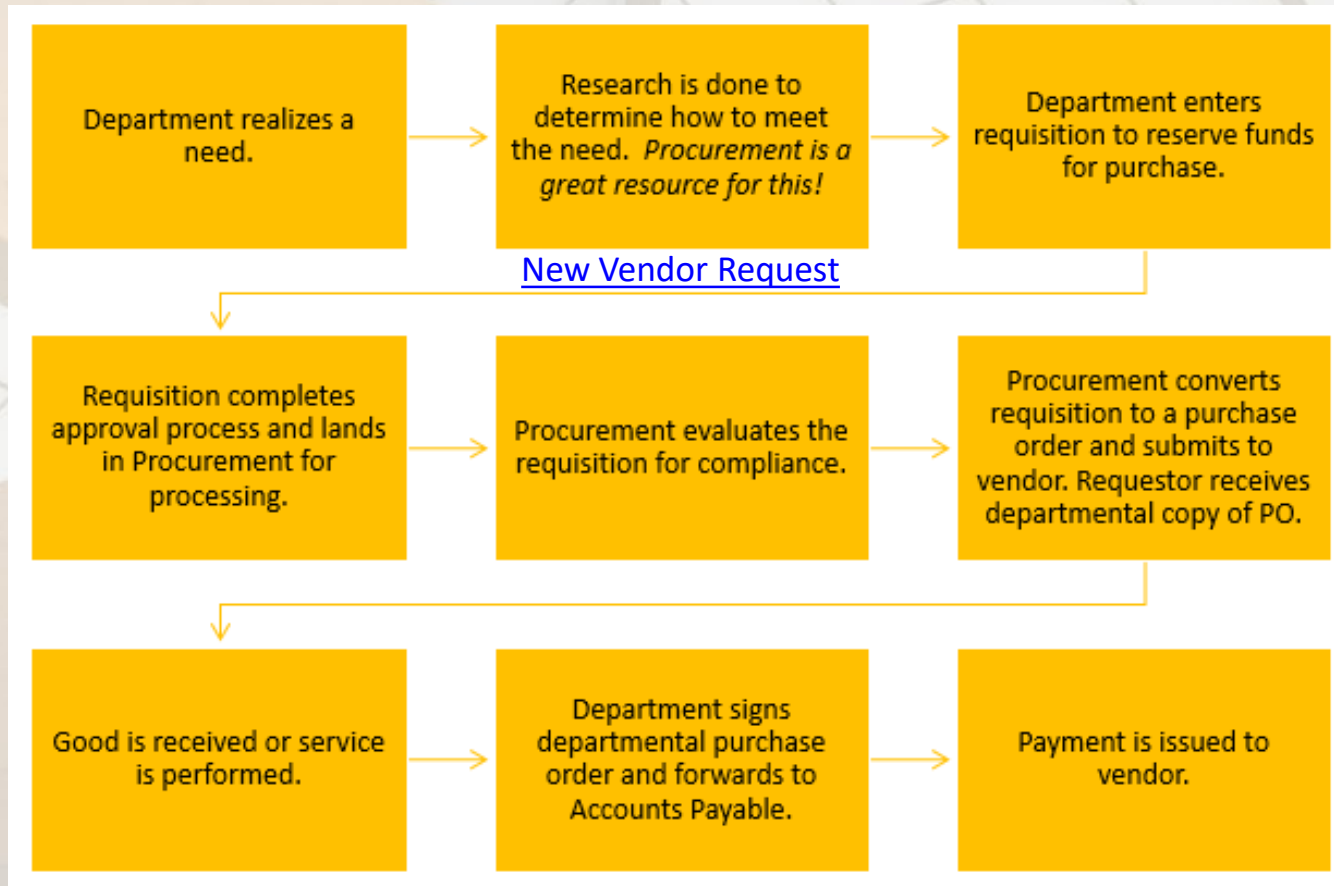 Department realizes a
need.
Research is done to
determine how to meet
the need. Procurement is a
great resource for this!
Department enters
requisition to reserve funds
for purchase.
New Vendor Request
Requisition completes
approval process and lands
in Procurement for
processing.
Procurement evaluates the
requisition for compliance.
Procurement converts
requisition to a purchase
order and submits to
vendor. Requestor receives
departmental copy of PO.
Good is received or service
is performed.
Department signs
departmental purchase
order and forwards to
Accounts Payable.
Payment is issued to
vendor.